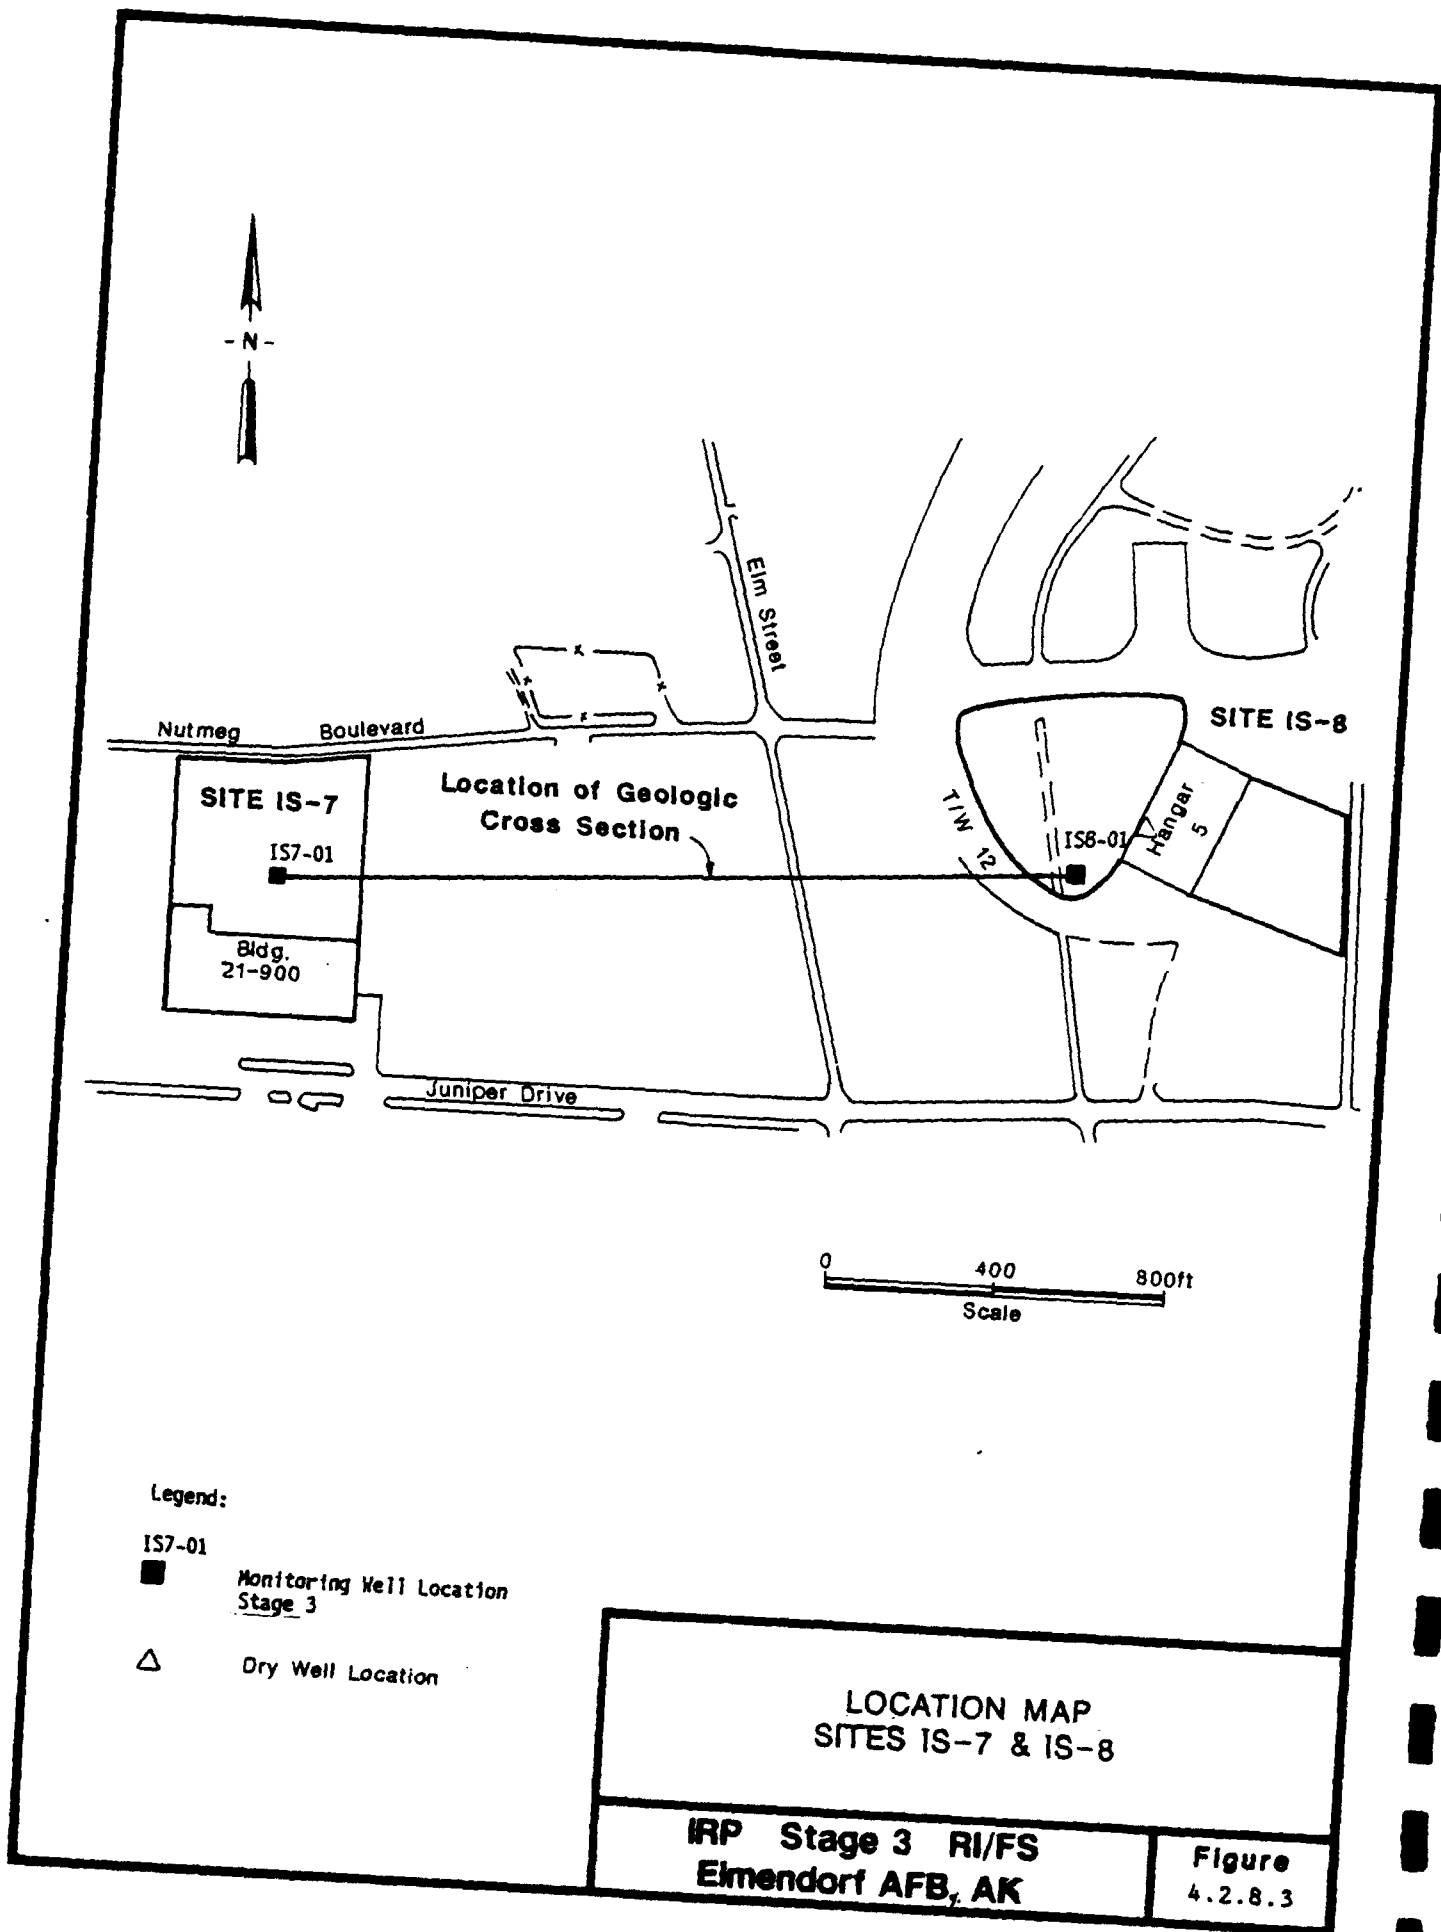 - N -
Elm Street
Nutmeg Boulevard
SITE IS-8
SITE IS-7
Location of Geologic
Cross Section
T/W 12
Hangar
5
IS7-01
IS8-01
Bldg.
21-900
Juniper Drive
0 400 800ft
Scale
Legend:
IS7-01
Monitoring Well Location
Stage 3
Dry Well Location
LOCATION MAP
SITES IS-7 & IS-8
IRP Stage 3 RI/FS
Elmendorf AFB, AK
Figure
4.2.8.3